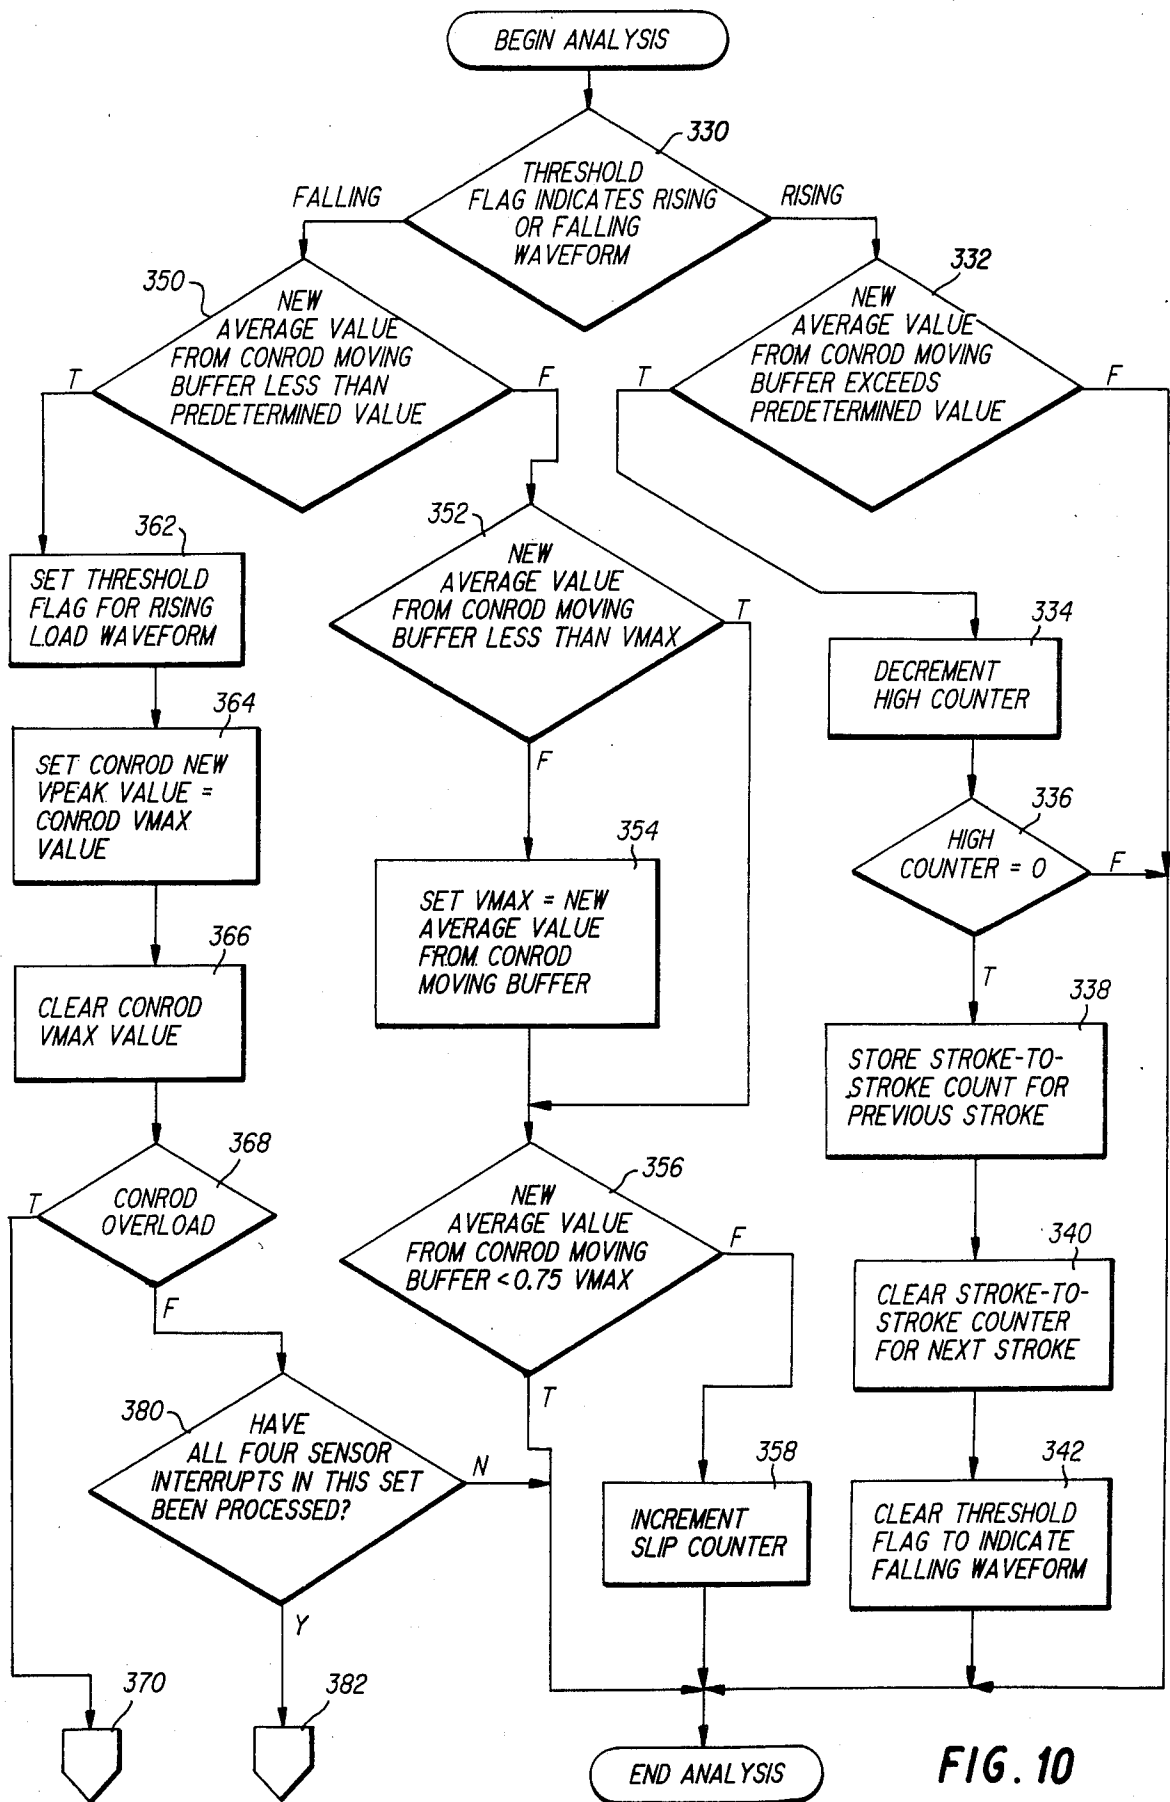 BEGIN ANALYSIS
330
THRESHOLD
FLAG INDICATES RISING
OR FALLING
WAVEFORM
FALLING
RISING
350
NEW
AVERAGE VALUE
FROM CONROD MOVING
BUFFER LESS THAN
PREDETERMINED VALUE
T
F
332
NEW
AVERAGE VALUE
FROM CONROD MOVING
BUFFER EXCEEDS
PREDETERMINED VALUE
T
F
362
SET THRESHOLD
FLAG FOR RISING
LOAD WAVEFORM
352
NEW
AVERAGE VALUE
FROM CONROD MOVING
BUFFER LESS THAN VMAX
T
F
334
DECREMENT
HIGH COUNTER
364
SET CONROD NEW
VPEAK VALUE =
CONROD VMAX
VALUE
336
HIGH
COUNTER = 0
F
T
354
SET VMAX = NEW
AVERAGE VALUE
FROM CONROD
MOVING BUFFER
366
CLEAR CONROD
VMAX VALUE
338
STORE STROKE-TO-
STROKE COUNT FOR
PREVIOUS STROKE
368
CONROD
OVERLOAD
T
F
356
NEW
AVERAGE VALUE
FROM CONROD MOVING
BUFFER < 0.75 VMAX
F
T
340
CLEAR STROKE-TO-
STROKE COUNTER
FOR NEXT STROKE
380
HAVE
ALL FOUR SENSOR
INTERRUPTS IN THIS SET
BEEN PROCESSED?
N
Y
358
INCREMENT
SLIP COUNTER
342
CLEAR THRESHOLD
FLAG TO INDICATE
FALLING WAVEFORM
370
382
END ANALYSIS
FIG. 10